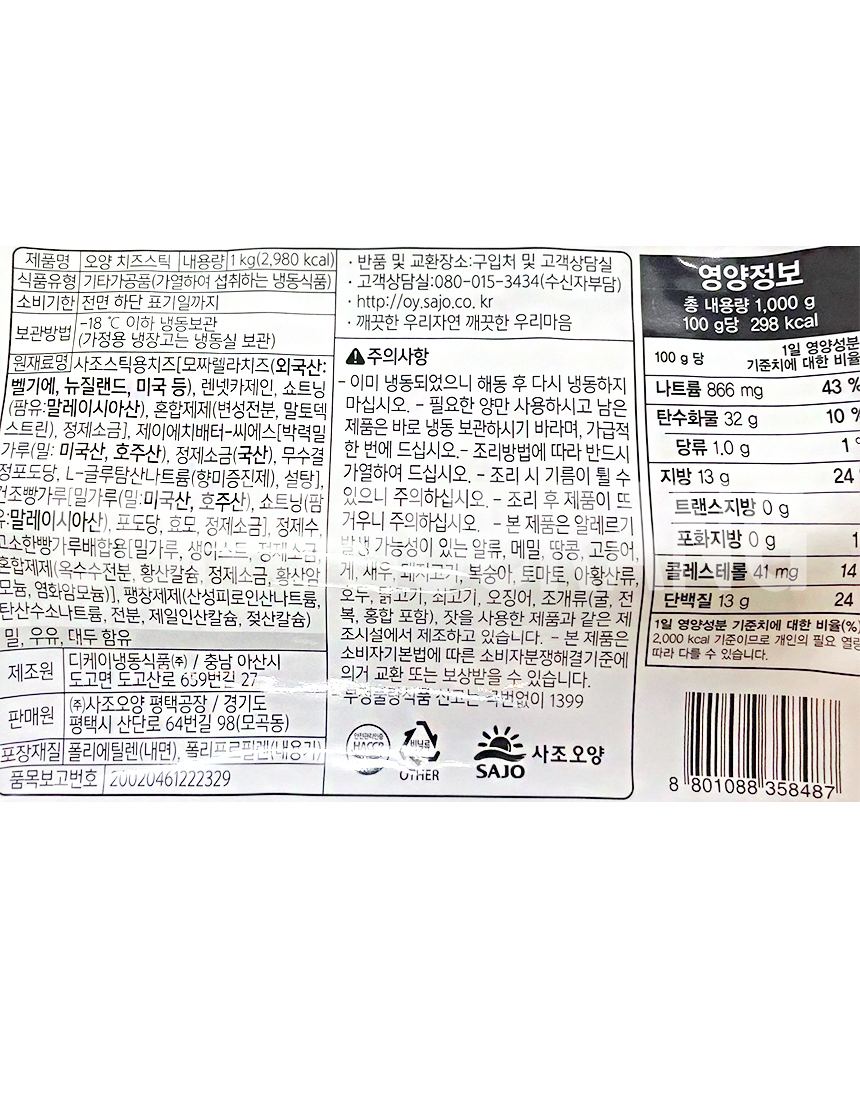 제품명 오양 치즈스틱 내용량 1kg(2,980 kcal)
식품유형 기타가공품(가열하여 섭취하는 냉동식품)
소비기한 전면 하단 표기일까지
보관방법 -18 ℃ 이하 냉동보관
(가정용 냉장고는 냉동실 보관)
원재료명 사조스틱용치즈[모짜렐라치즈(외국산:
벨기에, 뉴질랜드, 미국 등), 렌넷카제인, 쇼트닝
(팜유:말레이시아산), 혼합제제(변성전분, 말토덱
스트린), 정제소금], 제이에치배터-씨에스[박력밀
가루(밀: 미국산, 호주산), 정제소금(국산), 무수결
정포도당, L-글루탐산나트륨(향미증진제), 설탕],
건조빵가루[밀가루(밀:미국산, 호주산), 쇼트닝(팜
유:말레이시아산), 포도당, 효모, 정제소금], 정제수,
고소한빵가루배합용[밀가루, 생이스트, 정제소금,
혼합제제(옥수수전분, 황산칼슘, 정제소금, 황산암
모늄, 염화암모늄)], 팽창제제(산성피로인산나트륨,
탄산수소나트륨, 전분, 제일인산칼슘, 젖산칼슘)
밀, 우유, 대두 함유
제조원 디케이냉동식품㈜ / 충남 아산시
도고면 도고산로 659번길 27
판매원 ㈜사조오양 평택공장 / 경기도
평택시 산단로 64번길 98(모곡동)
포장재질 폴리에틸렌(내면), 폴리프로필렌(내용기)
품목보고번호 20020461222329
· 반품 및 교환장소:구입처 및 고객상담실
· 고객상담실:080-015-3434(수신자부담)
· http://oy.sajo.co.kr
· 깨끗한 우리자연 깨끗한 우리마음
주의사항
- 이미 냉동되었으니 해동 후 다시 냉동하지
마십시오. - 필요한 양만 사용하시고 남은
제품은 바로 냉동 보관하시기 바라며, 가급적
한 번에 드십시오.- 조리방법에 따라 반드시
가열하여 드십시오. - 조리 시 기름이 튈 수
있으니 주의하십시오. - 조리 후 제품이 뜨
거우니 주의하십시오. - 본 제품은 알레르기
발생 가능성이 있는 알류, 메밀, 땅콩, 고등어,
게, 새우, 돼지고기, 복숭아, 토마토, 아황산류,
호두, 닭고기, 쇠고기, 오징어, 조개류(굴, 전
복, 홍합 포함), 잣을 사용한 제품과 같은 제
조시설에서 제조하고 있습니다. - 본 제품은
소비자기본법에 따른 소비자분쟁해결기준에
의거 교환 또는 보상받을 수 있습니다.
부정불량식품 신고는 국번없이 1399
안전관리인증
HACCP
비닐류
OTHER
SAJO 사조오양
영양정보
총 내용량 1,000 g
100 g당 298 kcal
100 g 당 1일 영양성분
기준치에 대한 비율
나트륨 866 mg 43 %
탄수화물 32 g 10 %
당류 1.0 g 1
지방 13 g 24
트랜스지방 0 g
포화지방 0 g
콜레스테롤 41 mg 14
단백질 13 g 24
1일 영양성분 기준치에 대한 비율(%)
2,000 kcal 기준이므로 개인의 필요 열량
따라 다를 수 있습니다.
8 801088 358487